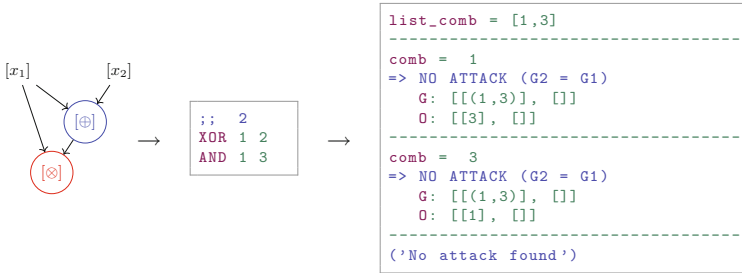 [x1] [x2]
[⊕]
[⊗]
;; 2
XOR 1 2
AND 1 3
list_comb = [1,3]
------------------------------------
comb = 1
=> NO ATTACK (G2 = G1)
G: [[(1,3)], []]
O: [[3], []]
------------------------------------
comb = 3
=> NO ATTACK (G2 = G1)
G: [[(1,3)], []]
O: [[1], []]
------------------------------------
('No attack found')